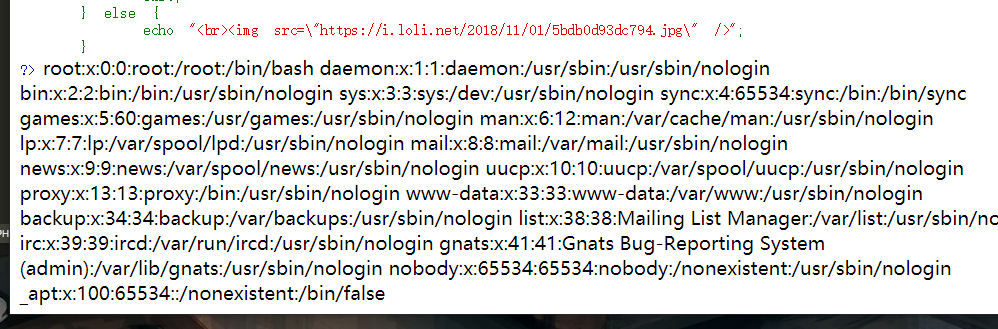 } else {
echo "<br><img src=\"https://i.loli.net/2018/11/01/5bdb0d93dc794.jpg\" />";
}
?> root:x:0:0:root:/root:/bin/bash daemon:x:1:1:daemon:/usr/sbin:/usr/sbin/nologin
bin:x:2:2:bin:/bin:/usr/sbin/nologin sys:x:3:3:sys:/dev:/usr/sbin/nologin sync:x:4:65534:sync:/bin:/bin/sync
games:x:5:60:games:/usr/games:/usr/sbin/nologin man:x:6:12:man:/var/cache/man:/usr/sbin/nologin
lp:x:7:7:lp:/var/spool/lpd:/usr/sbin/nologin mail:x:8:8:mail:/var/mail:/usr/sbin/nologin
news:x:9:9:news:/var/spool/news:/usr/sbin/nologin uucp:x:10:10:uucp:/var/spool/uucp:/usr/sbin/nologin
proxy:x:13:13:proxy:/bin:/usr/sbin/nologin www-data:x:33:33:www-data:/var/www:/usr/sbin/nologin
backup:x:34:34:backup:/var/backups:/usr/sbin/nologin list:x:38:38:Mailing List Manager:/var/list:/usr/sbin/no
irc:x:39:39:ircd:/var/run/ircd:/usr/sbin/nologin gnats:x:41:41:Gnats Bug-Reporting System
(admin):/var/lib/gnats:/usr/sbin/nologin nobody:x:65534:65534:nobody:/nonexistent:/usr/sbin/nologin
_apt:x:100:65534::/nonexistent:/bin/false